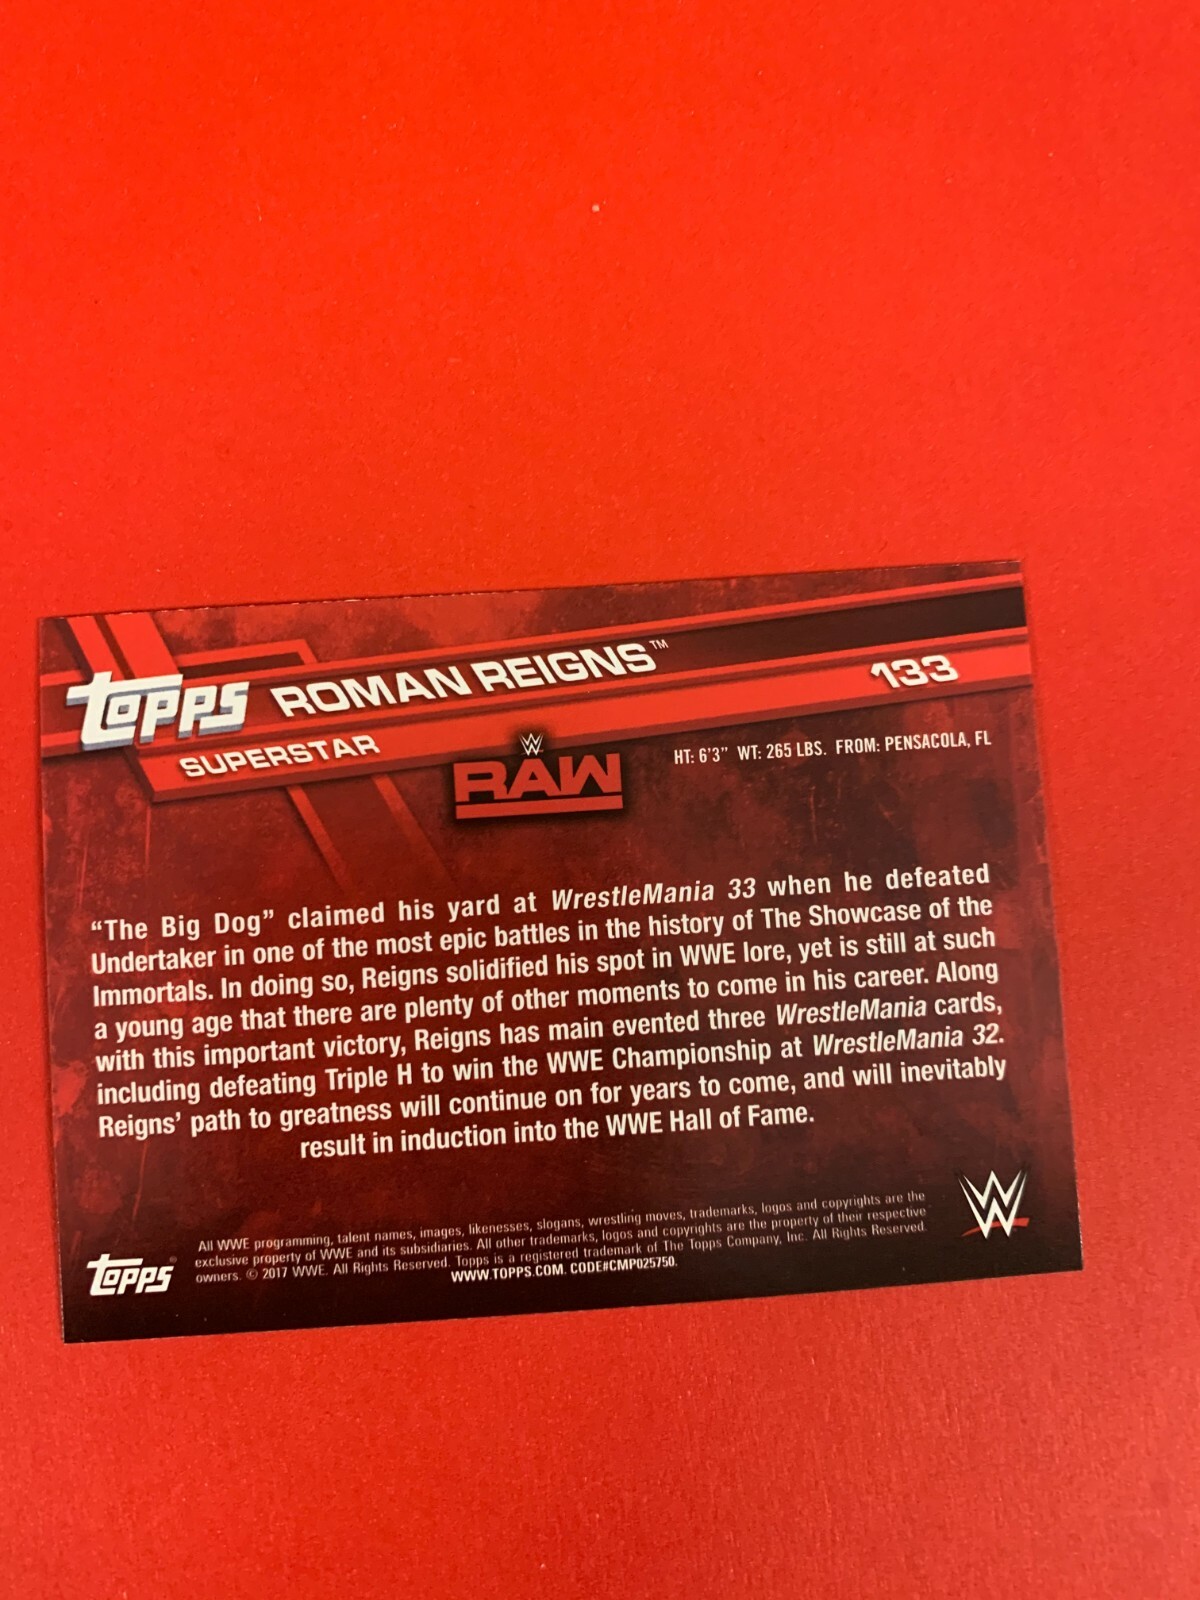 TOPPS ROMAN REIGNS™ 133
SUPERSTAR
W
RAW
HT: 6'3" WT: 265 LBS. FROM: PENSACOLA, FL
“The Big Dog” claimed his yard at WrestleMania 33 when he defeated
Undertaker in one of the most epic battles in the history of The Showcase of the
Immortals. In doing so, Reigns solidified his spot in WWE lore, yet is still at such
a young age that there are plenty of other moments to come in his career. Along
with this important victory, Reigns has main evented three WrestleMania cards,
including defeating Triple H to win the WWE Championship at WrestleMania 32.
Reigns’ path to greatness will continue on for years to come, and will inevitably
result in induction into the WWE Hall of Fame.
All WWE programming, talent names, images, likenesses, slogans, wrestling moves, trademarks, logos and copyrights are the
exclusive property of WWE and its subsidiaries. All other trademarks, logos and copyrights are the property of their respective
owners. © 2017 WWE. All Rights Reserved. Topps is a registered trademark of The Topps Company, Inc. All Rights Reserved.
WWW.TOPPS.COM. CODE#CMP025750.
TOPPS®
W